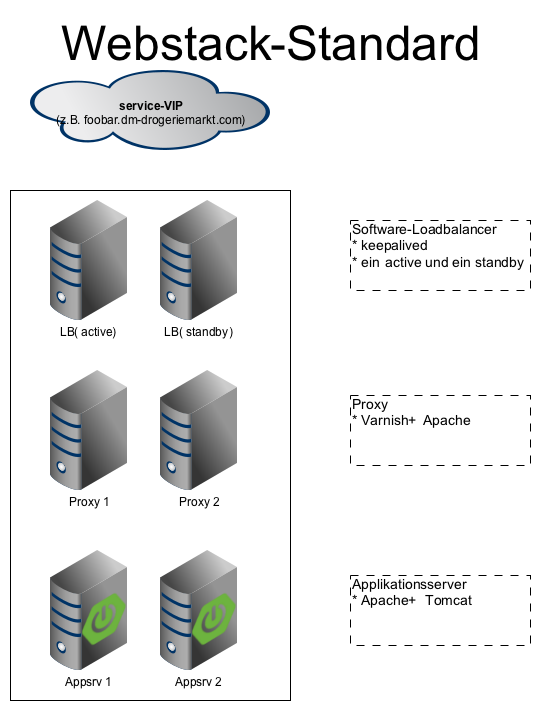 Webstack-Standard
service-VIP
(z.B. foobar.dm-drogeriemarkt.com)
LB( active)
LB( standby)
Software-Loadbalancer
* keepalived
* ein active und ein standby
Proxy 1
Proxy 2
Proxy
* Varnish+ Apache
Appsrv 1
Appsrv 2
Applikationsserver
* Apache+ Tomcat